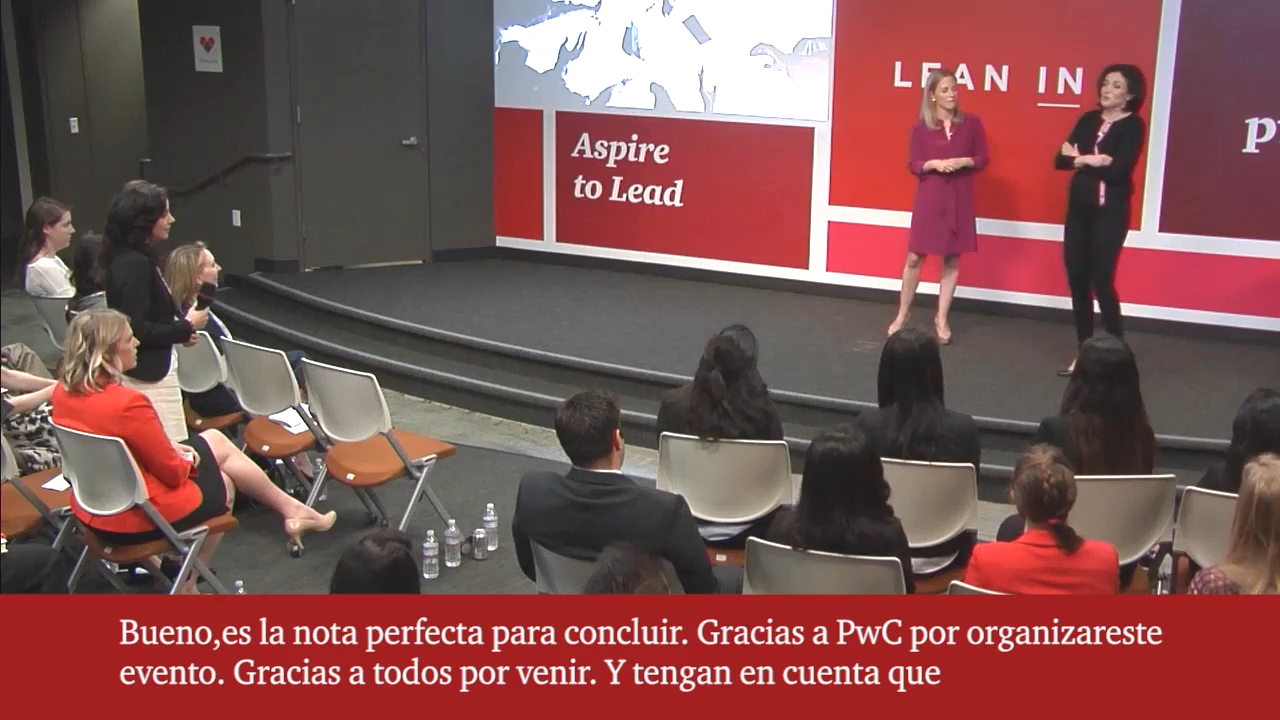 LEAN IN
Aspire
to Lead
p
Bueno,es la nota perfecta para concluir. Gracias a PwC por organizareste
evento. Gracias a todos por venir. Y tengan en cuenta que